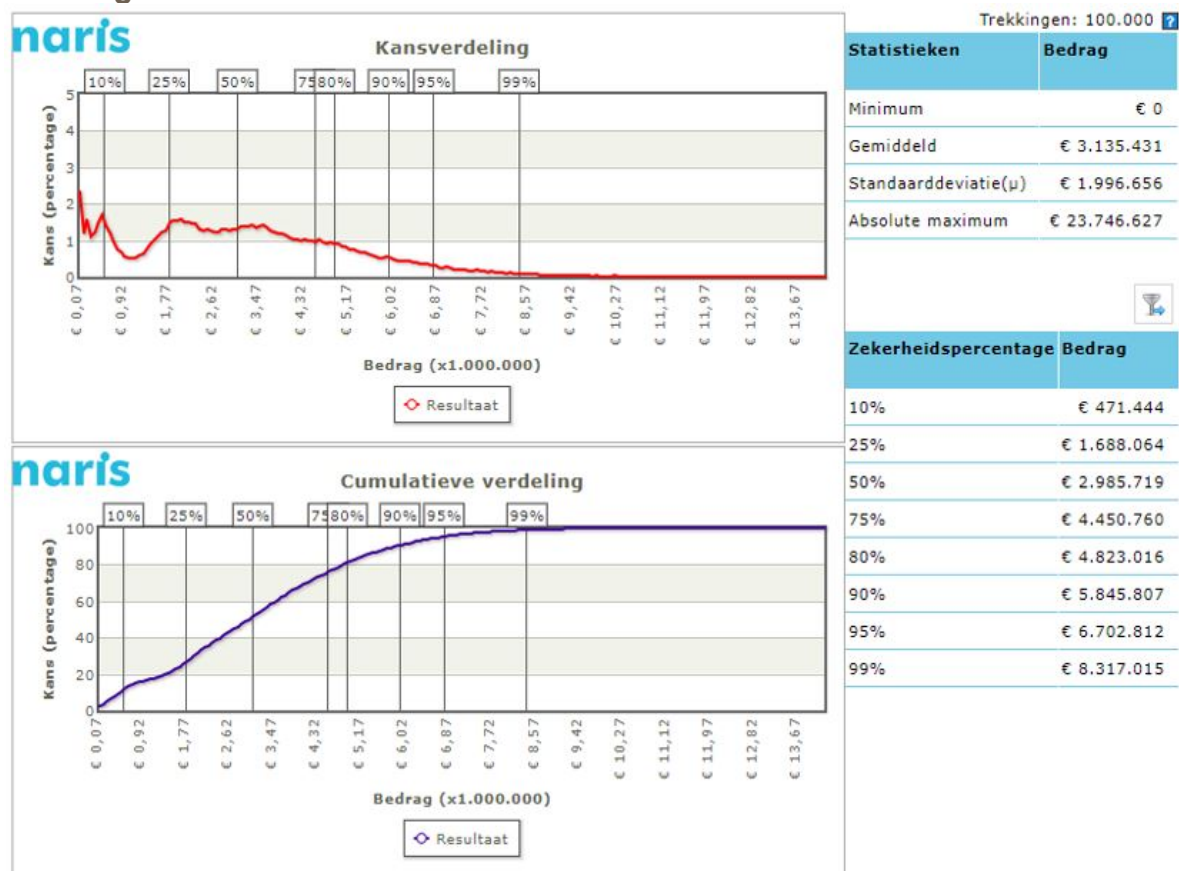 Trekkingen: 100.000 ?
naris
Kansverdeling
10% 25% 50% 75 80% 90% 95% 99%
Kans (percentage)
5
4
3
2
1
0
€ 0,07 € 0,92 € 1,77 € 2,62 € 3,47 € 4,32 € 5,17 € 6,02 € 6,87 € 7,72 € 8,57 € 9,42 € 10,27 € 11,12 € 11,97 € 12,82 € 13,67
Bedrag (x1.000.000)
Resultaat
naris
Cumulatieve verdeling
10% 25% 50% 75 80% 90% 95% 99%
Kans (percentage)
100
80
60
40
20
0
€ 0,07 € 0,92 € 1,77 € 2,62 € 3,47 € 4,32 € 5,17 € 6,02 € 6,87 € 7,72 € 8,57 € 9,42 € 10,27 € 11,12 € 11,97 € 12,82 € 13,67
Bedrag (x1.000.000)
Resultaat
Statistieken Bedrag
Minimum € 0
Gemiddeld € 3.135.431
Standaarddeviatie(μ) € 1.996.656
Absolute maximum € 23.746.627
Zekerheidspercentage Bedrag
10% € 471.444
25% € 1.688.064
50% € 2.985.719
75% € 4.450.760
80% € 4.823.016
90% € 5.845.807
95% € 6.702.812
99% € 8.317.015